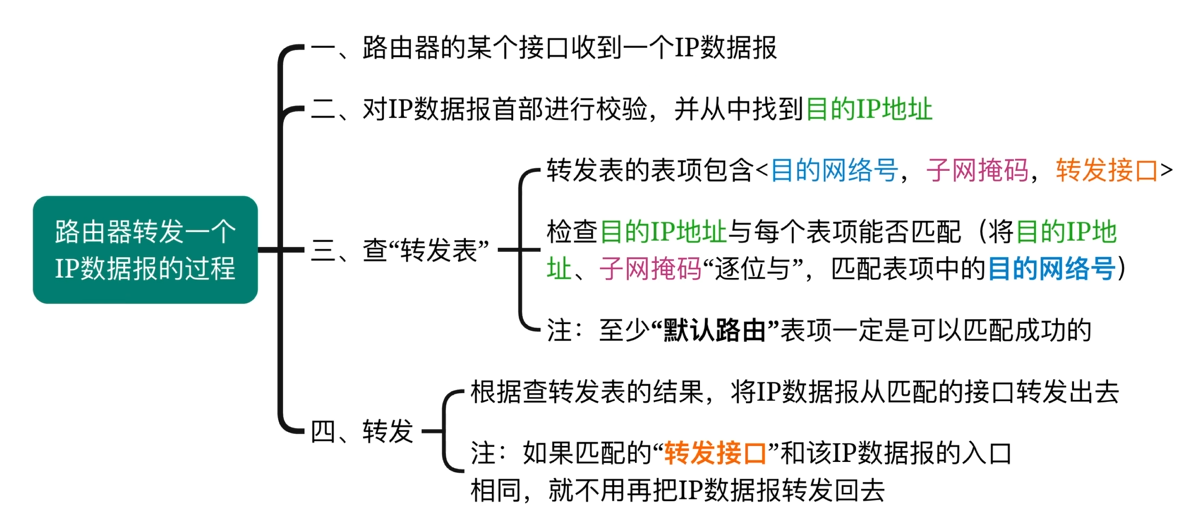 路由器转发一个
IP数据报的过程
一、路由器的某个接口收到一个IP数据报
二、对IP数据报首部进行校验，并从中找到目的IP地址
三、查“转发表”
转发表的表项包含<目的网络号，子网掩码，转发接口>
检查目的IP地址与每个表项能否匹配（将目的IP地
址、子网掩码“逐位与”，匹配表项中的目的网络号）
注：至少“默认路由”表项一定是可以匹配成功的
四、转发
根据查转发表的结果，将IP数据报从匹配的接口转发出去
注：如果匹配的“转发接口”和该IP数据报的入口
相同，就不用再把IP数据报转发回去